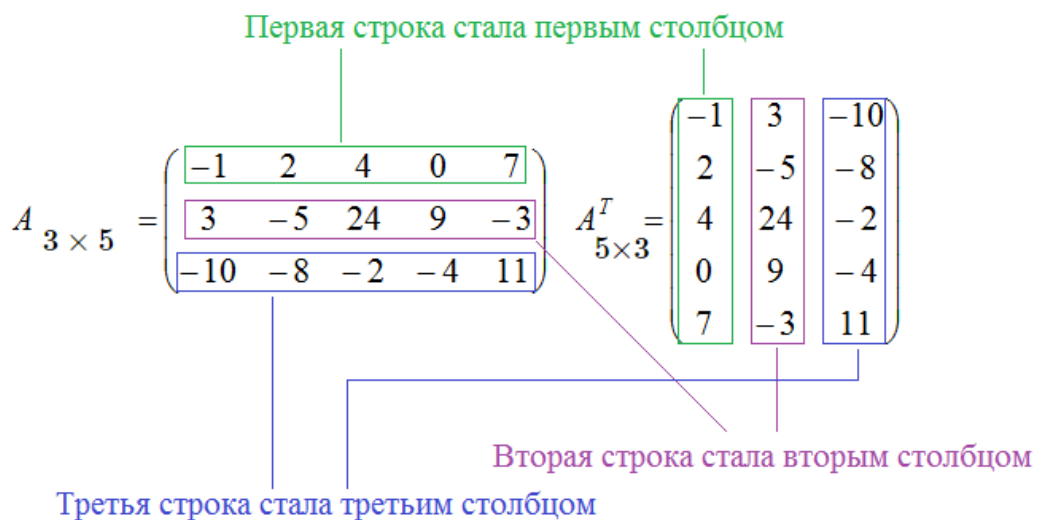 Первая строка стала первым столбцом
A 3 × 5 =
-1 2 4 0 7
3 -5 24 9 -3
-10 -8 -2 -4 11
A^T 5×3 =
-1 3 -10
2 -5 -8
4 24 -2
0 9 -4
7 -3 11
Вторая строка стала вторым столбцом
Третья строка стала третьим столбцом